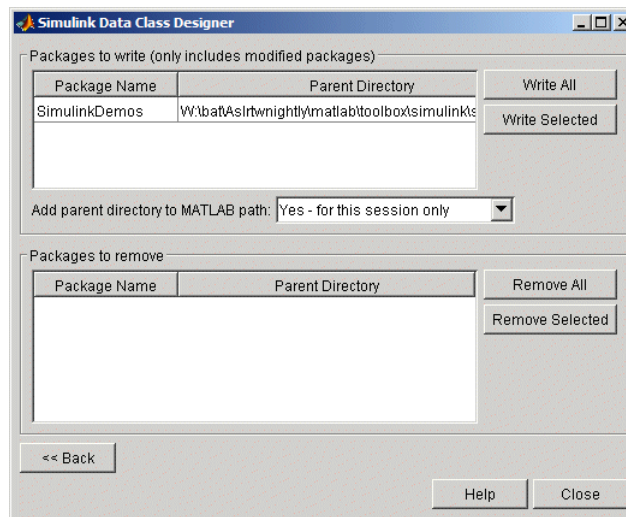 Simulink Data Class Designer
Packages to write (only includes modified packages)
Package Name Parent Directory
SimulinkDemos W:\bat\Aslrtwnightly\matlab\toolbox\simulink\s
Write All
Write Selected
Add parent directory to MATLAB path: Yes - for this session only
Packages to remove
Package Name Parent Directory
Remove All
Remove Selected
<< Back
Help Close